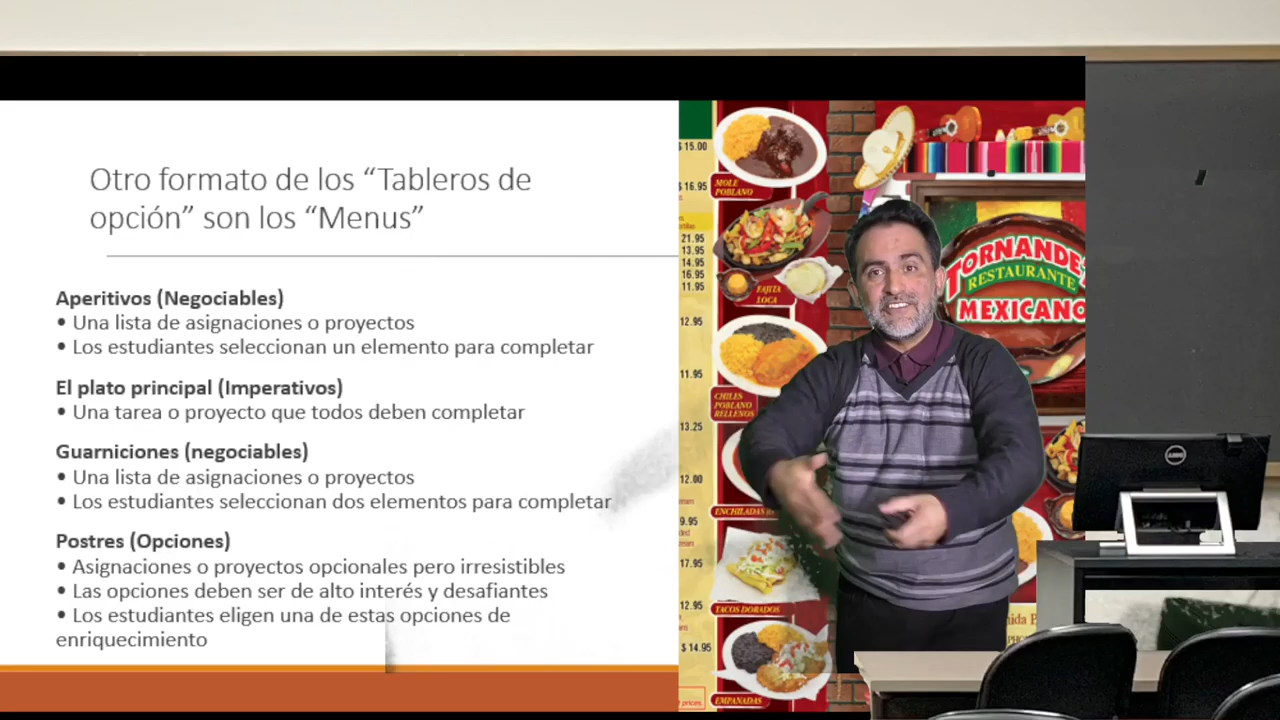 Otro formato de los “Tableros de
opción” son los “Menus”
Aperitivos (Negociables)
• Una lista de asignaciones o proyectos
• Los estudiantes seleccionan un elemento para completar
El plato principal (Imperativos)
• Una tarea o proyecto que todos deben completar
Guarniciones (negociables)
• Una lista de asignaciones o proyectos
• Los estudiantes seleccionan dos elementos para completar
Postres (Opciones)
• Asignaciones o proyectos opcionales pero irresistibles
• Las opciones deben ser de alto interés y desafiantes
• Los estudiantes eligen una de estas opciones de
enriquecimiento
$ 15.00
$ 16.95
21.95
13.95
14.95
16.95
11.95
12.95
11.95
13.25
12.00
9.95
17.95
12.95
$ 14.95
MOLE
POBLANO
FAJITA
LOCA
CHILES
POBLANO
RELLENOS
ENCHILADAS
TACOS DORADOS
EMPANADAS
TORNANDE
RESTAURANTE
MEXICANO
DELL